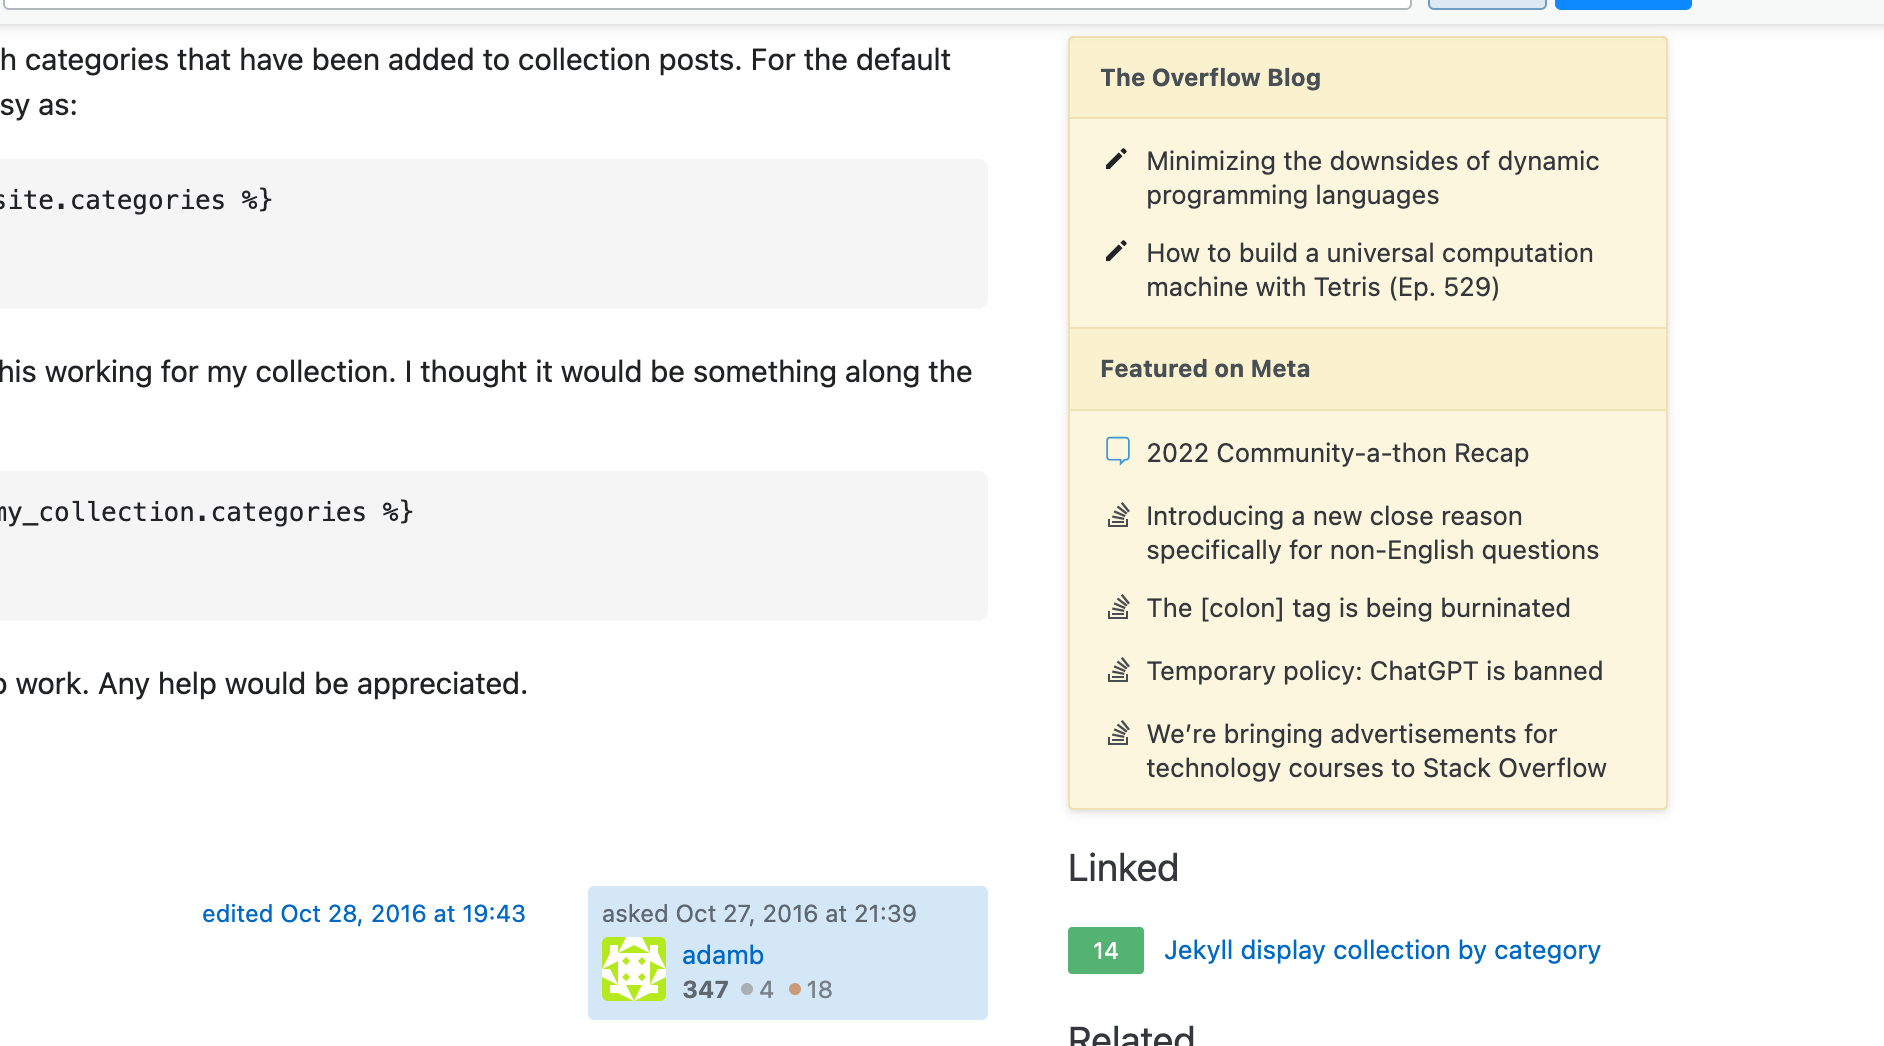 h categories that have been added to collection posts. For the default
sy as:
site.categories %}
his working for my collection. I thought it would be something along the
my_collection.categories %}
o work. Any help would be appreciated.
edited Oct 28, 2016 at 19:43
asked Oct 27, 2016 at 21:39
adamb
347 4 18
The Overflow Blog
Minimizing the downsides of dynamic
programming languages
How to build a universal computation
machine with Tetris (Ep. 529)
Featured on Meta
2022 Community-a-thon Recap
Introducing a new close reason
specifically for non-English questions
The [colon] tag is being burninated
Temporary policy: ChatGPT is banned
We’re bringing advertisements for
technology courses to Stack Overflow
Linked
14 Jekyll display collection by category
Related